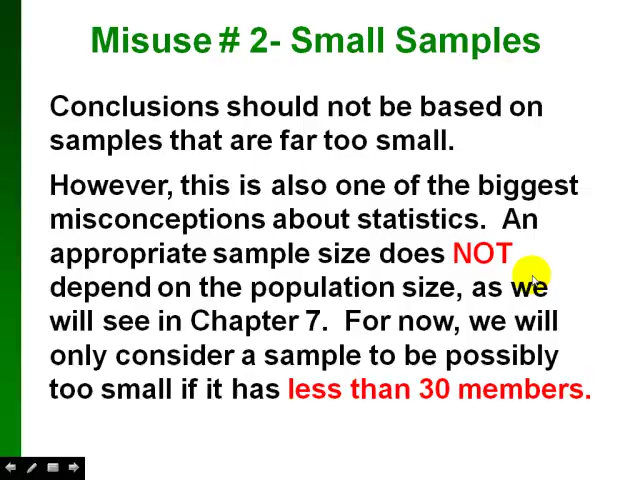 Misuse # 2- Small Samples
Conclusions should not be based on
samples that are far too small.
However, this is also one of the biggest
misconceptions about statistics.  An
appropriate sample size does NOT
depend on the population size, as we
will see in Chapter 7.  For now, we will
only consider a sample to be possibly
too small if it has less than 30 members.